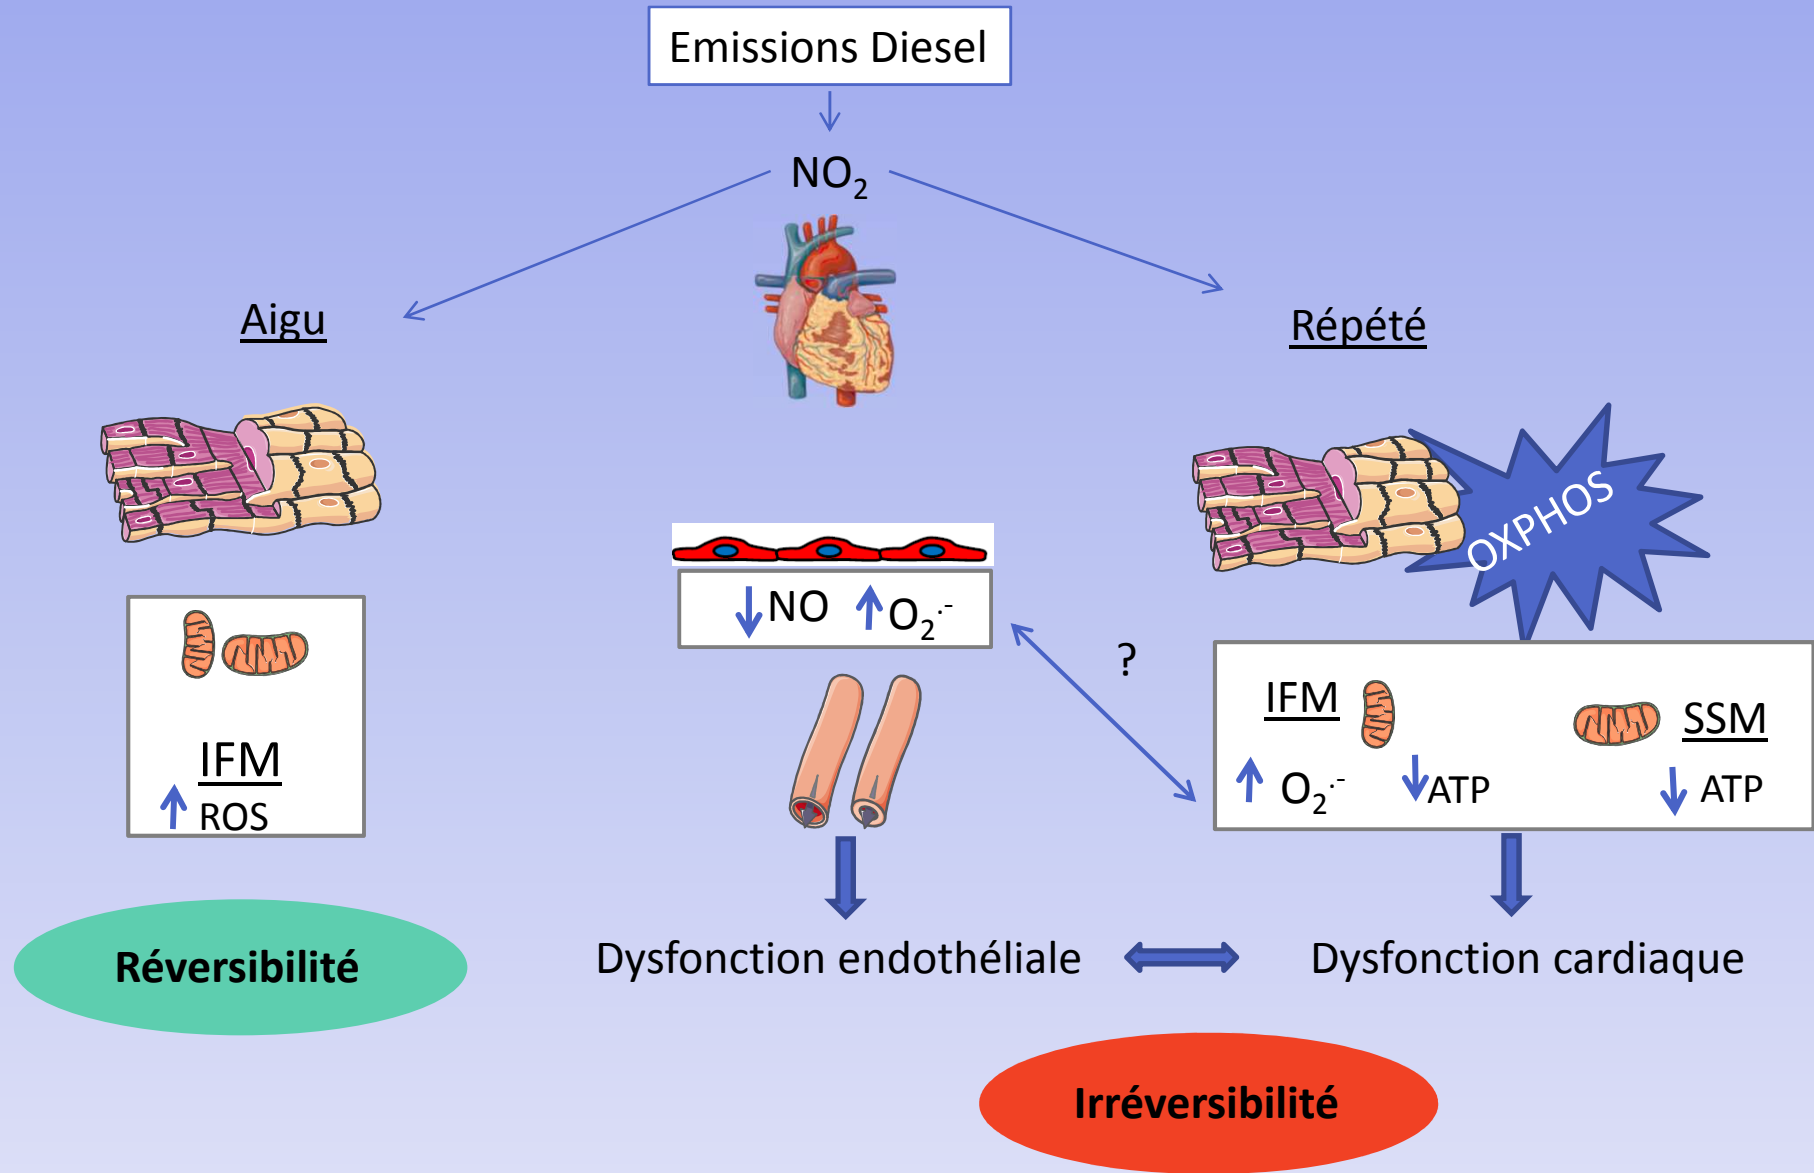 Emissions Diesel
NO₂
Aigu
Répété
OXPHOS
NO O₂·⁻
?
IFM
ROS
IFM
SSM
O₂·⁻ ATP
ATP
Réversibilité
Dysfonction endothéliale
Dysfonction cardiaque
Irréversibilité